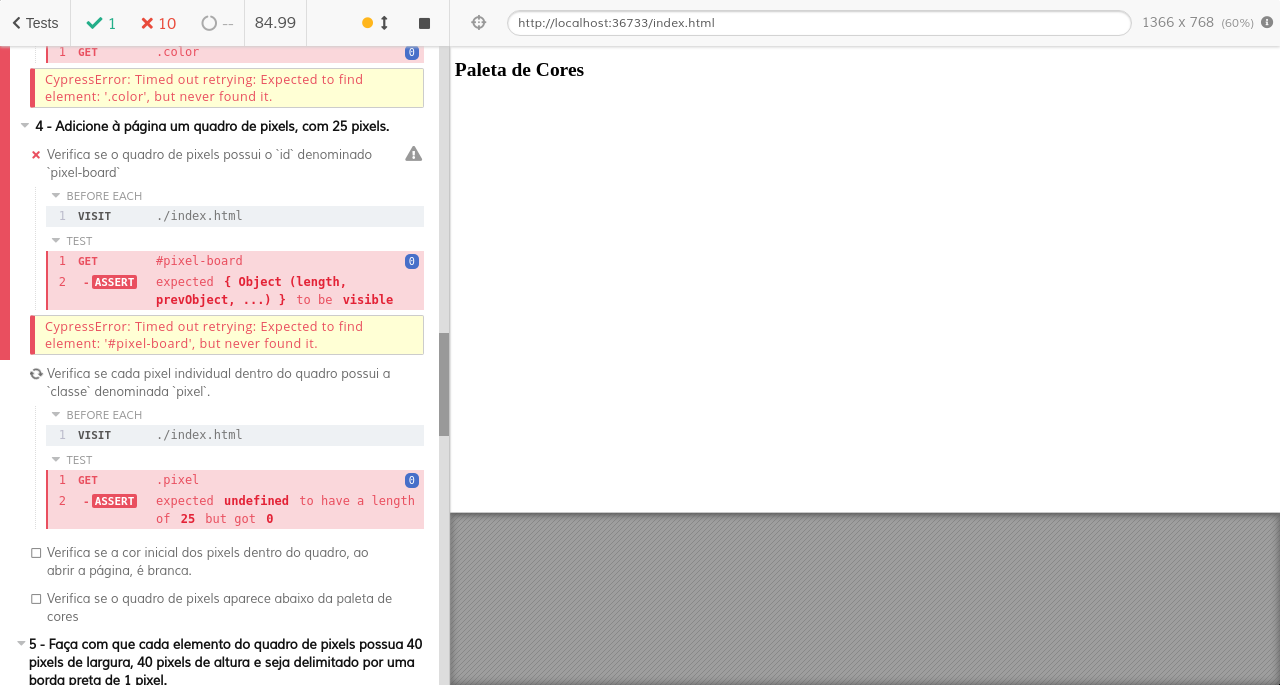 Tests 1 10 -- 84.99 http://localhost:36733/index.html 1366 x 768 (60%)
1 GET .color 0
CypressError: Timed out retrying: Expected to find
element: '.color', but never found it.
4 - Adicione à página um quadro de pixels, com 25 pixels.
Verifica se o quadro de pixels possui o `id` denominado
`pixel-board`
BEFORE EACH
1 VISIT ./index.html
TEST
1 GET #pixel-board 0
2 -ASSERT expected { Object (length,
prevObject, ...) } to be visible
CypressError: Timed out retrying: Expected to find
element: '#pixel-board', but never found it.
Verifica se cada pixel individual dentro do quadro possui a
`classe` denominada `pixel`.
BEFORE EACH
1 VISIT ./index.html
TEST
1 GET .pixel 0
2 -ASSERT expected undefined to have a length
of 25 but got 0
Verifica se a cor inicial dos pixels dentro do quadro, ao
abrir a página, é branca.
Verifica se o quadro de pixels aparece abaixo da paleta de
cores
5 - Faça com que cada elemento do quadro de pixels possua 40
pixels de largura, 40 pixels de altura e seja delimitado por uma
borda preta de 1 pixel.
Paleta de Cores